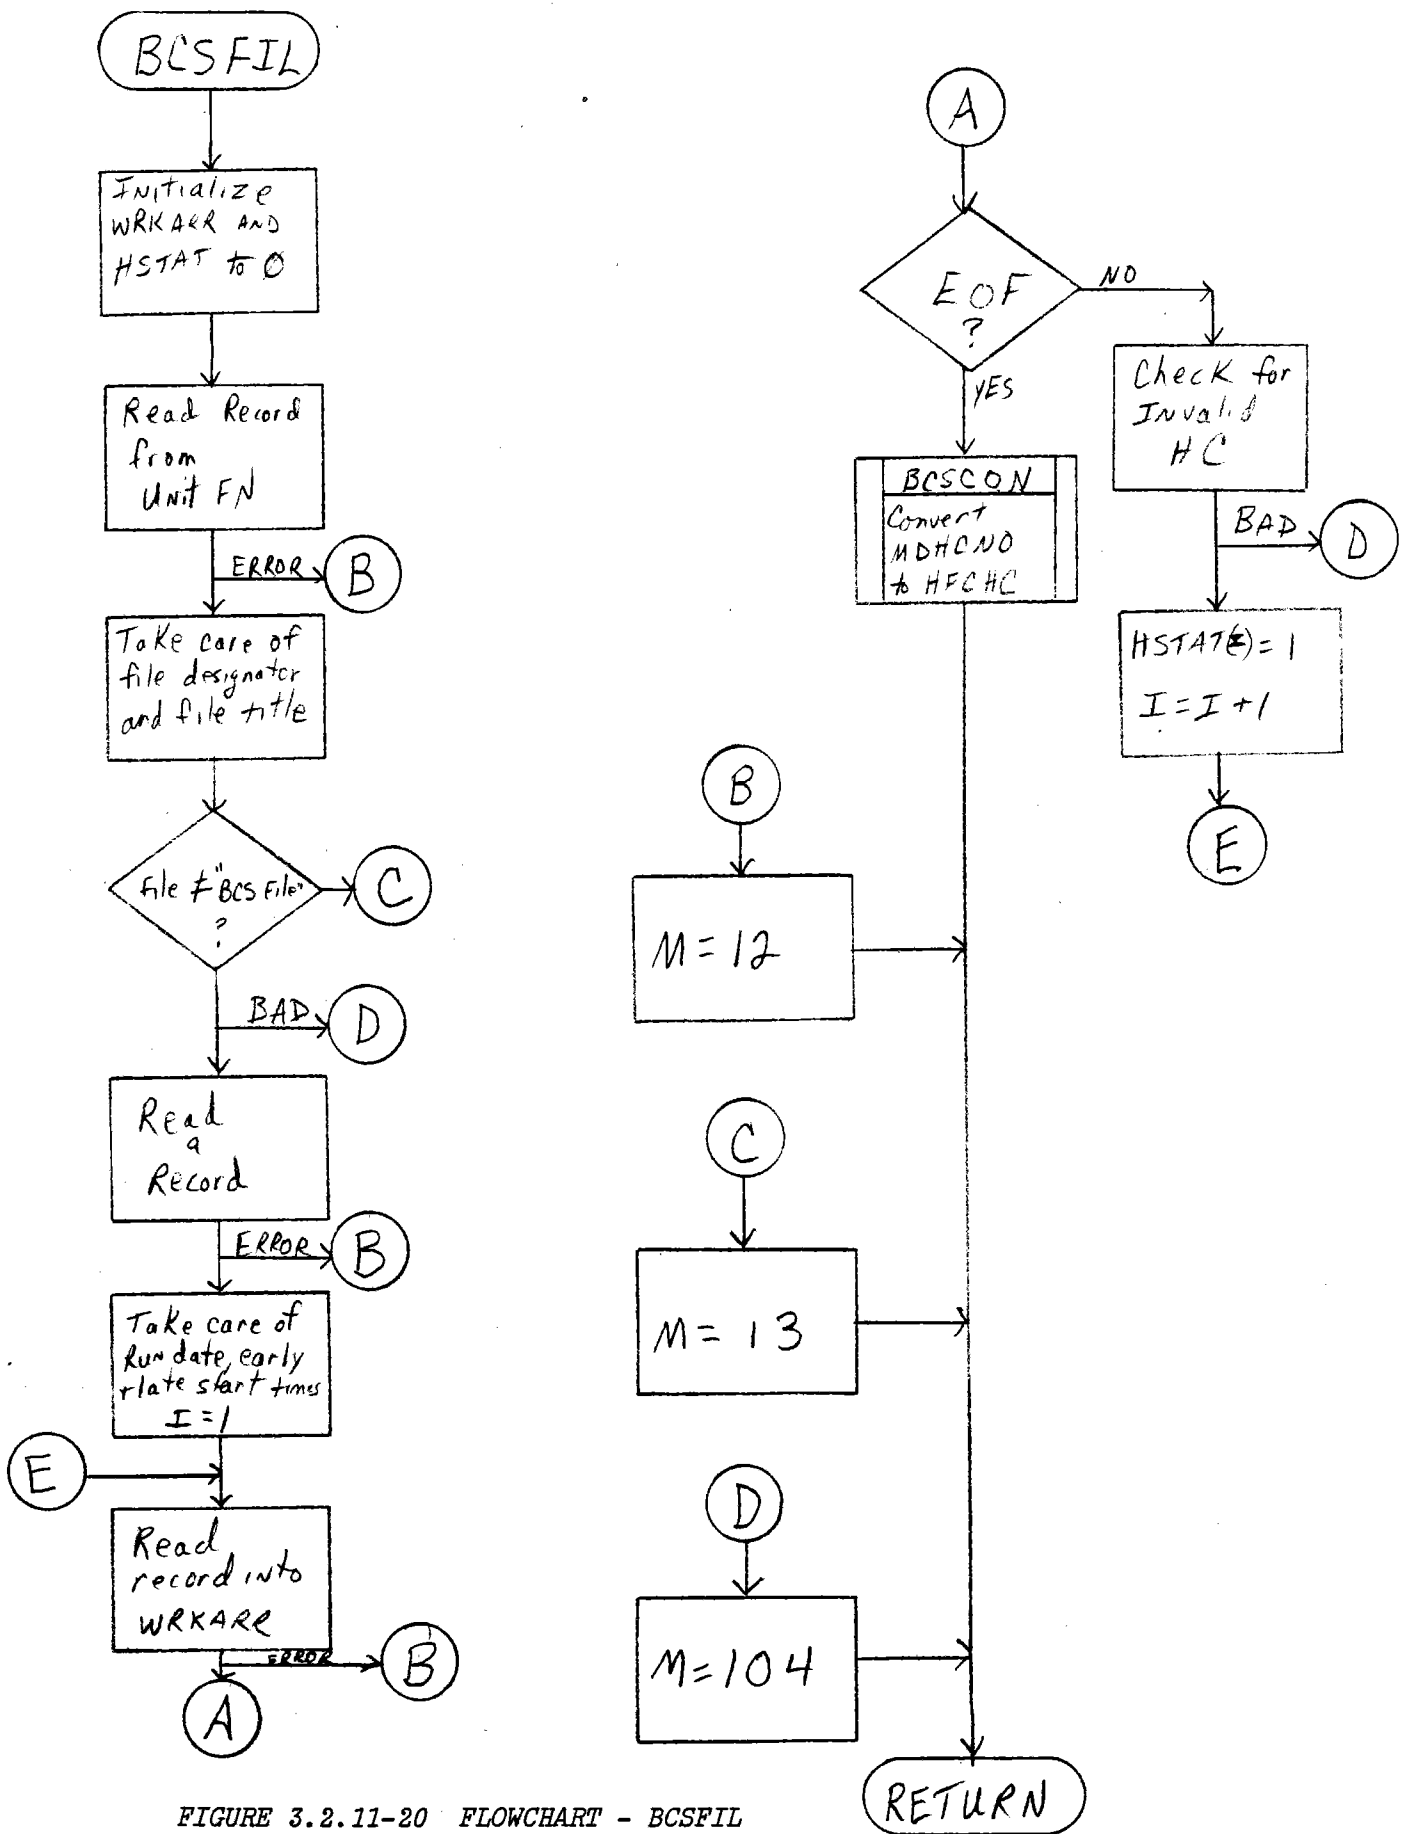 BCSFIL
Initialize
WRKARR AND
HSTAT to 0
Read Record
from
Unit FN
ERROR
B
Take care of
file designator
and file title
File ≠ "BCS File"
?
C
BAD
D
Read
a
Record
ERROR
B
Take care of
Run date, early
+ late start times
I = 1
E
Read
record into
WRKARR
ERROR
B
A
A
EOF
?
NO
YES
Check for
Invalid
HC
BAD
D
HSTAT(I) = 1
I = I + 1
E
BCSCON
Convert
MDHCNO
to HFCHC
B
M = 12
C
M = 13
D
M = 104
RETURN
FIGURE 3.2.11-20 FLOWCHART - BCSFIL